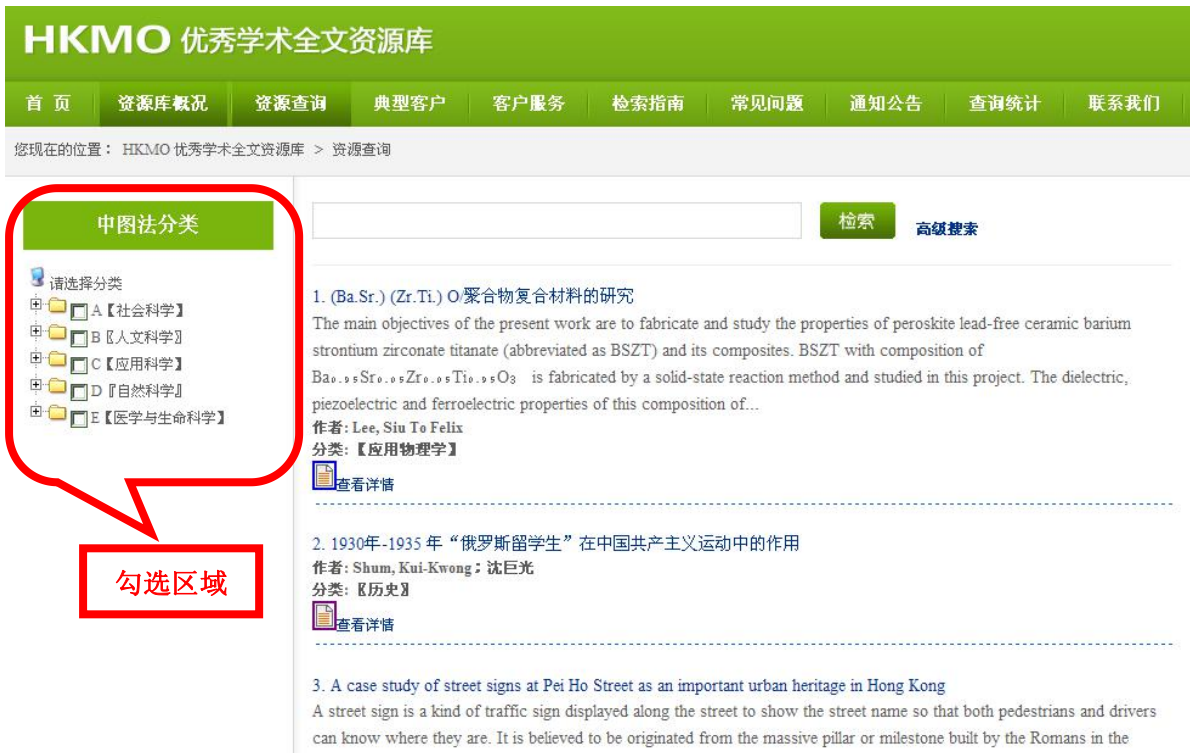 HKMO 优秀学术全文资源库
首 页 资源库概况 资源查询 典型客户 客户服务 检索指南 常见问题 通知公告 查询统计 联系我们
您现在的位置： HKMO 优秀学术全文资源库 > 资源查询
中图法分类
请选择分类
A【社会科学】
B〖人文科学〗
C【应用科学】
D『自然科学』
E【医学与生命科学】
勾选区域
检索 高级搜索
1. (Ba.Sr.) (Zr.Ti.) O/聚合物复合材料的研究
The main objectives of the present work are to fabricate and study the properties of peroskite lead-free ceramic barium
strontium zirconate titanate (abbreviated as BSZT) and its composites. BSZT with composition of
Ba₀.₉₅Sr₀.₀₅Zr₀.₀₅Ti₀.₉₅O₃ is fabricated by a solid-state reaction method and studied in this project. The dielectric,
piezoelectric and ferroelectric properties of this composition of...
作者: Lee, Siu To Felix
分类: 【应用物理学】
查看详情
2. 1930年-1935 年“俄罗斯留学生”在中国共产主义运动中的作用
作者: Shum, Kui-Kwong；沈巨光
分类: 〖历史〗
查看详情
3. A case study of street signs at Pei Ho Street as an important urban heritage in Hong Kong
A street sign is a kind of traffic sign displayed along the street to show the street name so that both pedestrians and drivers
can know where they are. It is believed to be originated from the massive pillar or milestone built by the Romans in the